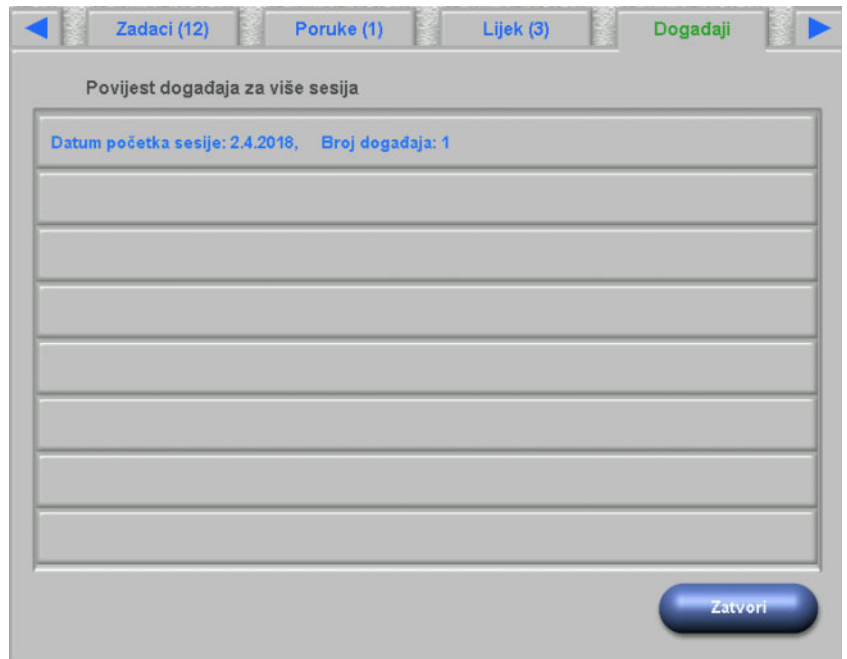 Zadaci (12) Poruke (1) Lijek (3) Događaji
Povijest događaja za više sesija
Datum početka sesije: 2.4.2018, Broj događaja: 1
Zatvori